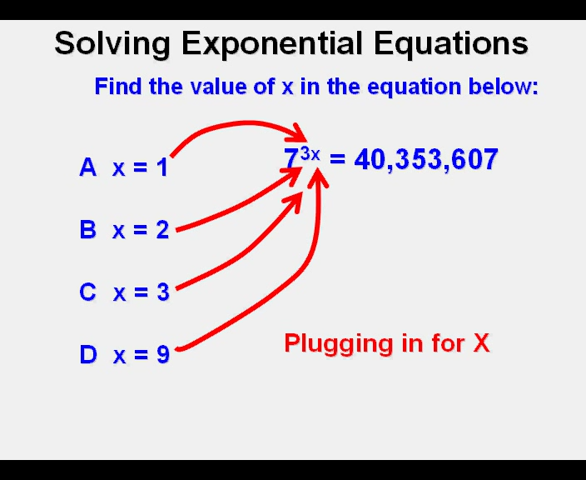 Solving Exponential Equations
Find the value of x in the equation below:
A x = 1
7³ˣ = 40,353,607
B x = 2
C x = 3
D x = 9
Plugging in for X